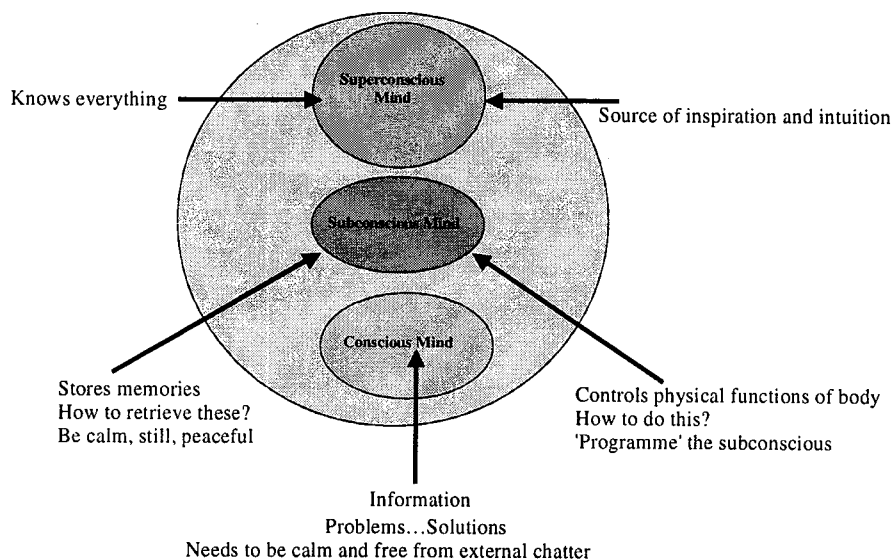 Superconscious
Mind
Knows everything
Source of inspiration and intuition
Subconscious Mind
Conscious Mind
Stores memories
How to retrieve these?
Be calm, still, peaceful
Controls physical functions of body
How to do this?
'Programme' the subconscious
Information
Problems...Solutions
Needs to be calm and free from external chatter